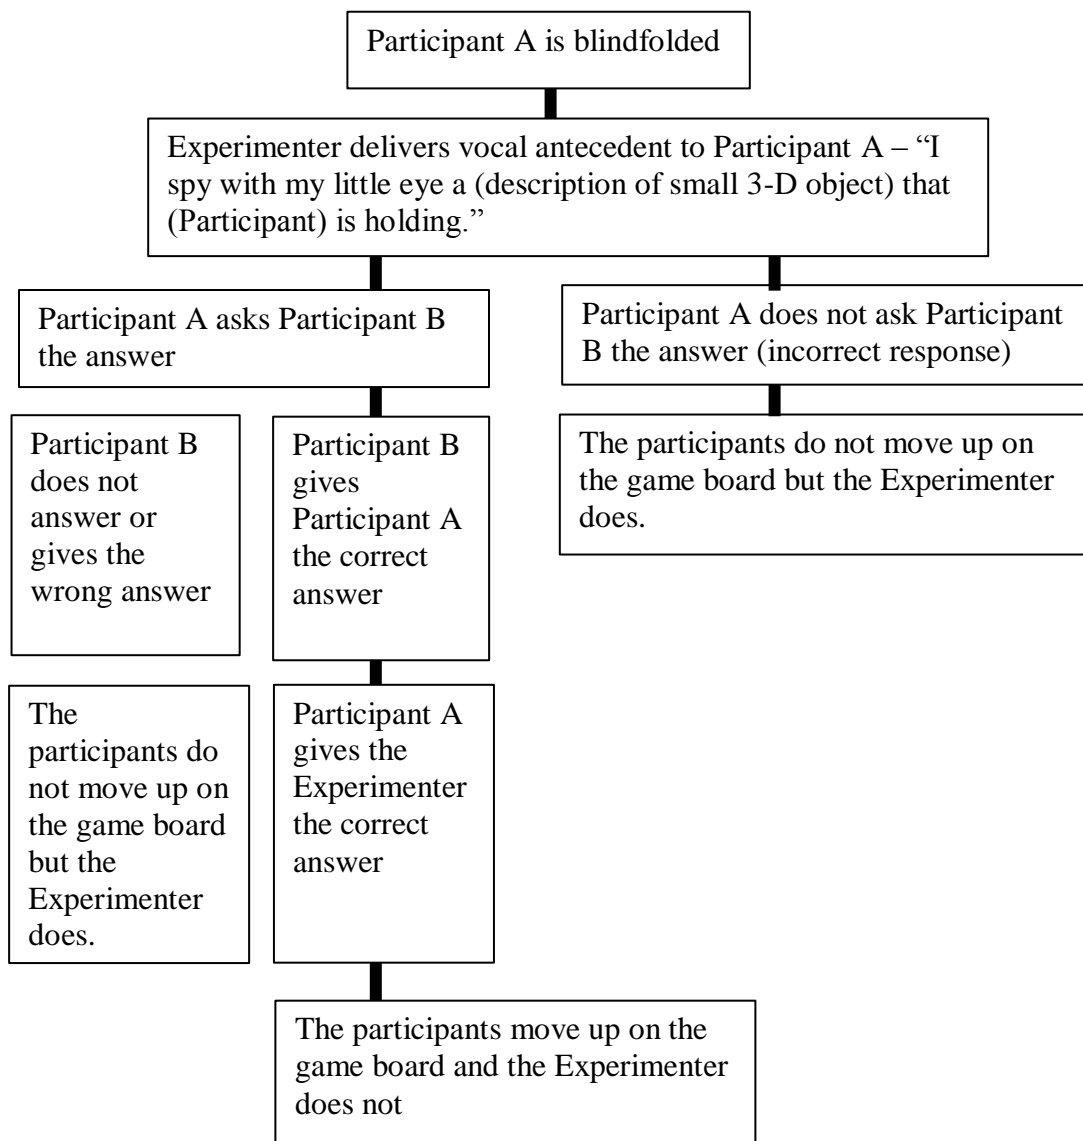 Participant A is blindfolded
Experimenter delivers vocal antecedent to Participant A – “I
spy with my little eye a (description of small 3-D object) that
(Participant) is holding.”
Participant A asks Participant B
the answer
Participant A does not ask Participant
B the answer (incorrect response)
Participant B
does not
answer or
gives the
wrong answer
Participant B
gives
Participant A
the correct
answer
The participants do not move up on
the game board but the Experimenter
does.
The
participants do
not move up on
the game board
but the
Experimenter
does.
Participant A
gives the
Experimenter
the correct
answer
The participants move up on the
game board and the Experimenter
does not